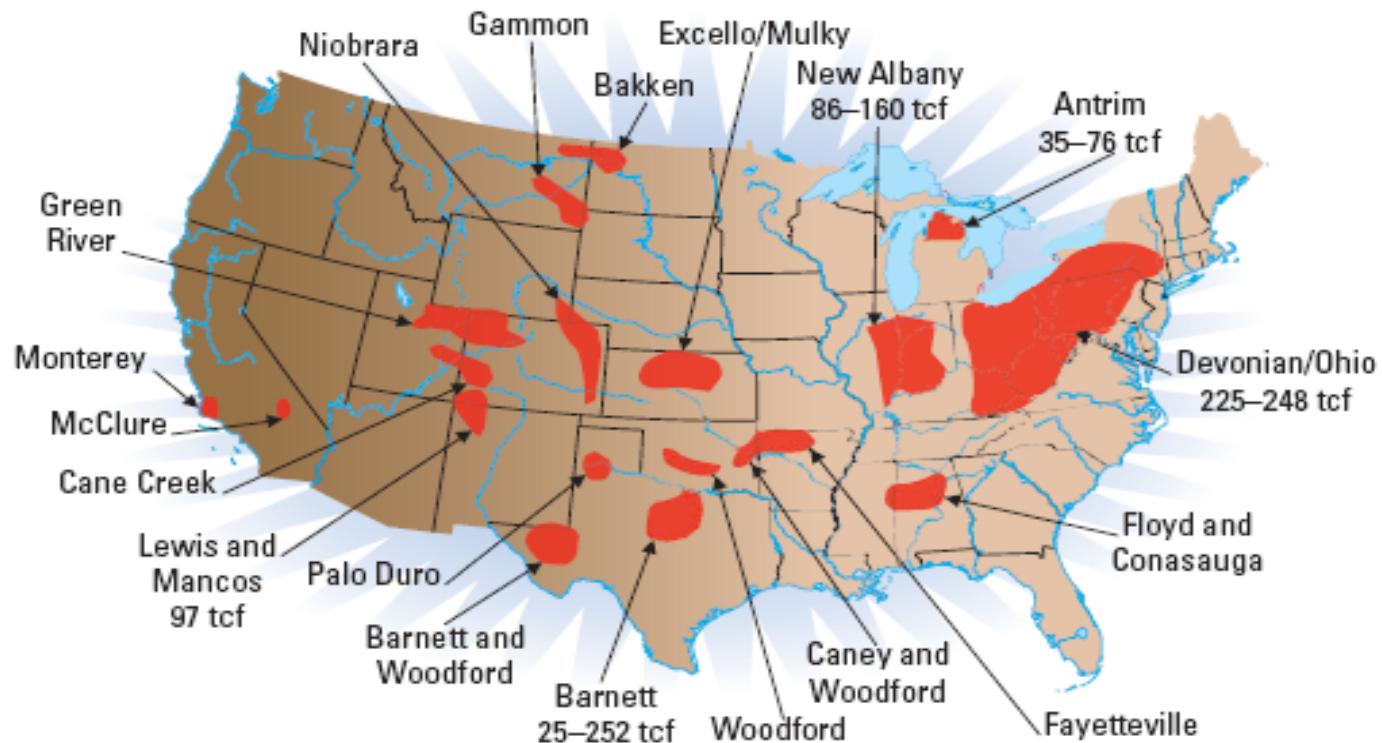 Gammon
Niobrara
Excello/Mulky
Bakken
New Albany
86–160 tcf
Antrim
35–76 tcf
Green
River
Monterey
McClure
Cane Creek
Lewis and
Mancos
97 tcf
Palo Duro
Barnett and
Woodford
Barnett
25–252 tcf
Woodford
Caney and
Woodford
Fayetteville
Floyd and
Conasauga
Devonian/Ohio
225–248 tcf